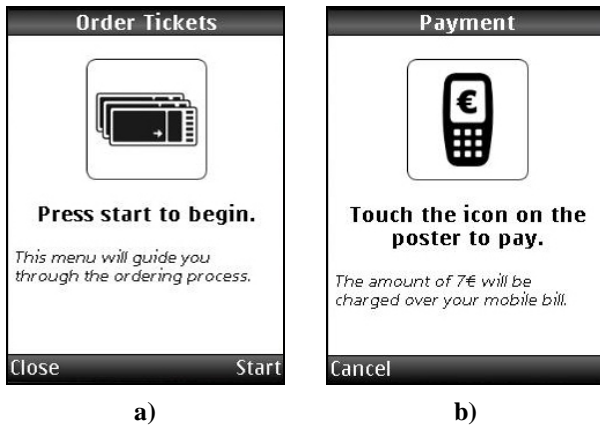 Order Tickets
Press start to begin.
This menu will guide you
through the ordering process.
Close Start
a)
Payment
€
Touch the icon on the
poster to pay.
The amount of 7€ will be
charged over your mobile bill.
Cancel
b)